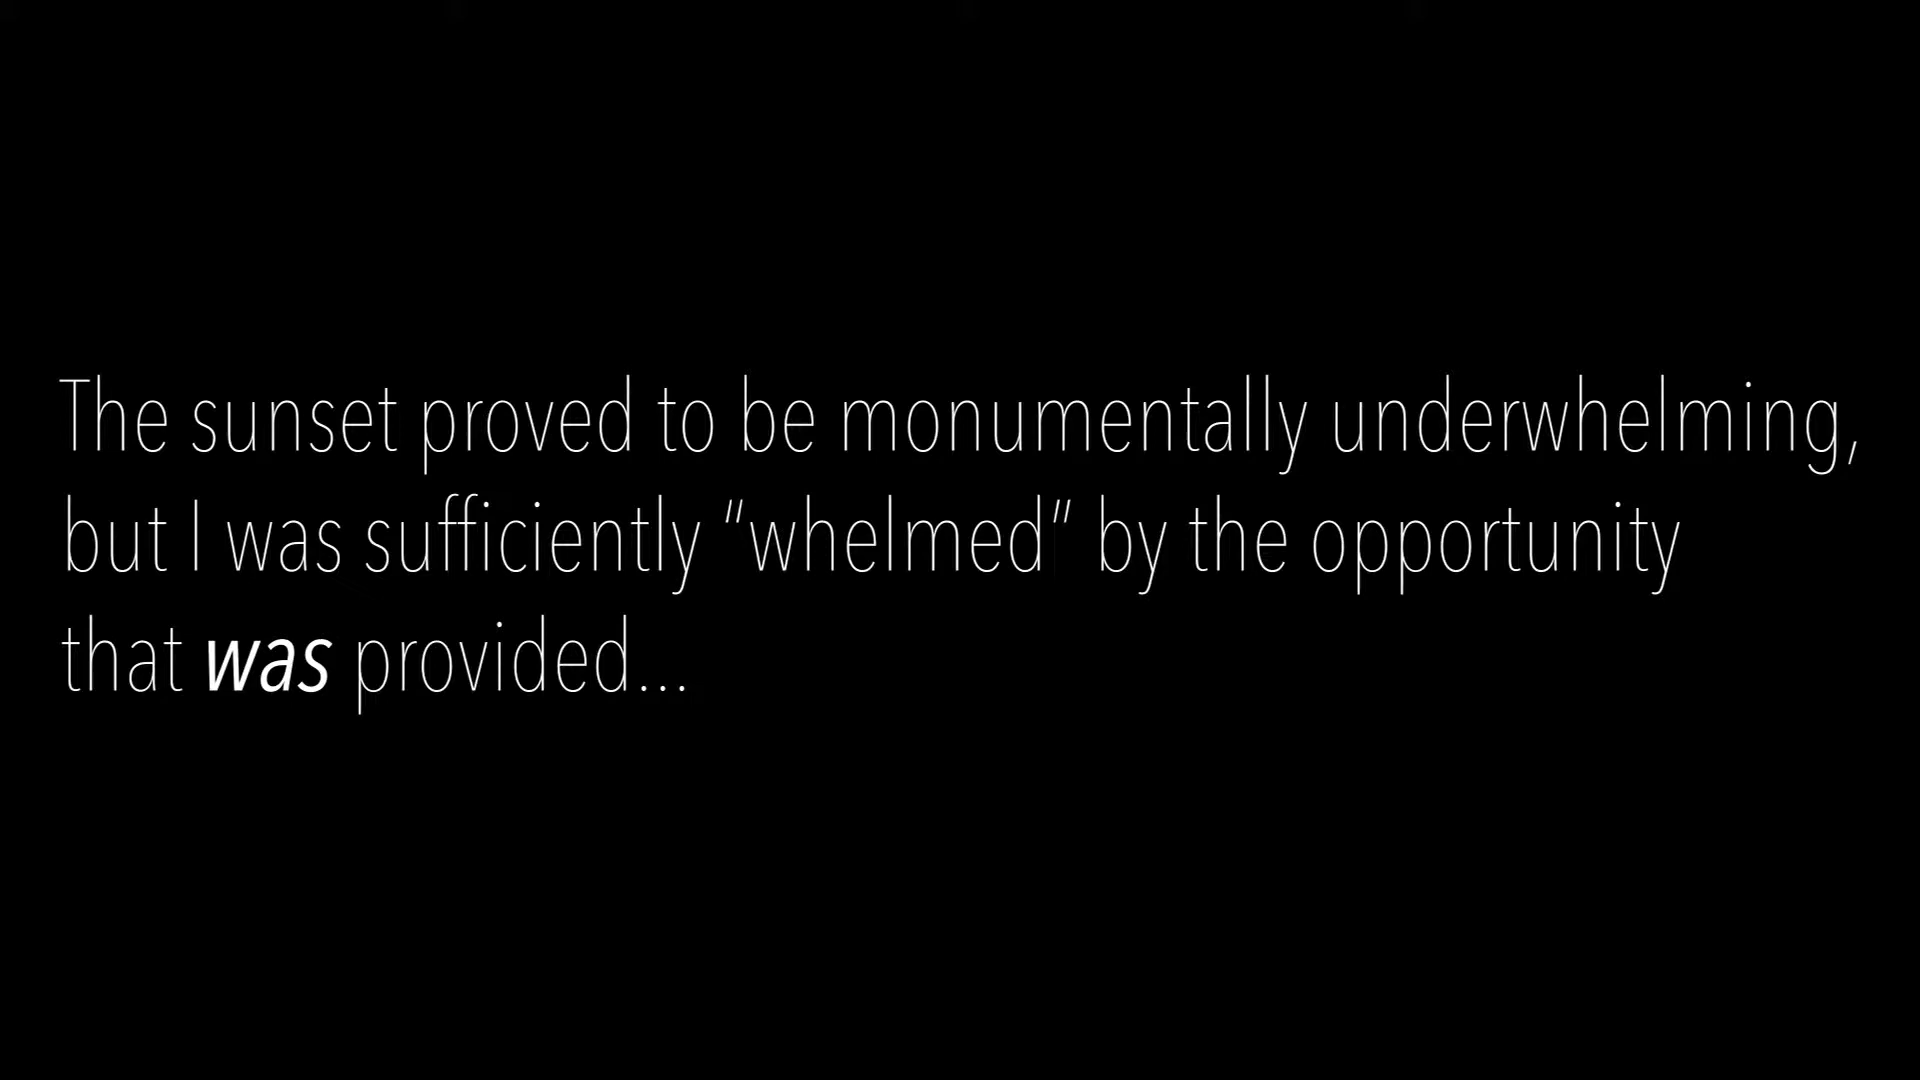 The sunset proved to be monumentally underwhelming,
but I was sufficiently “whelmed” by the opportunity
that was provided...